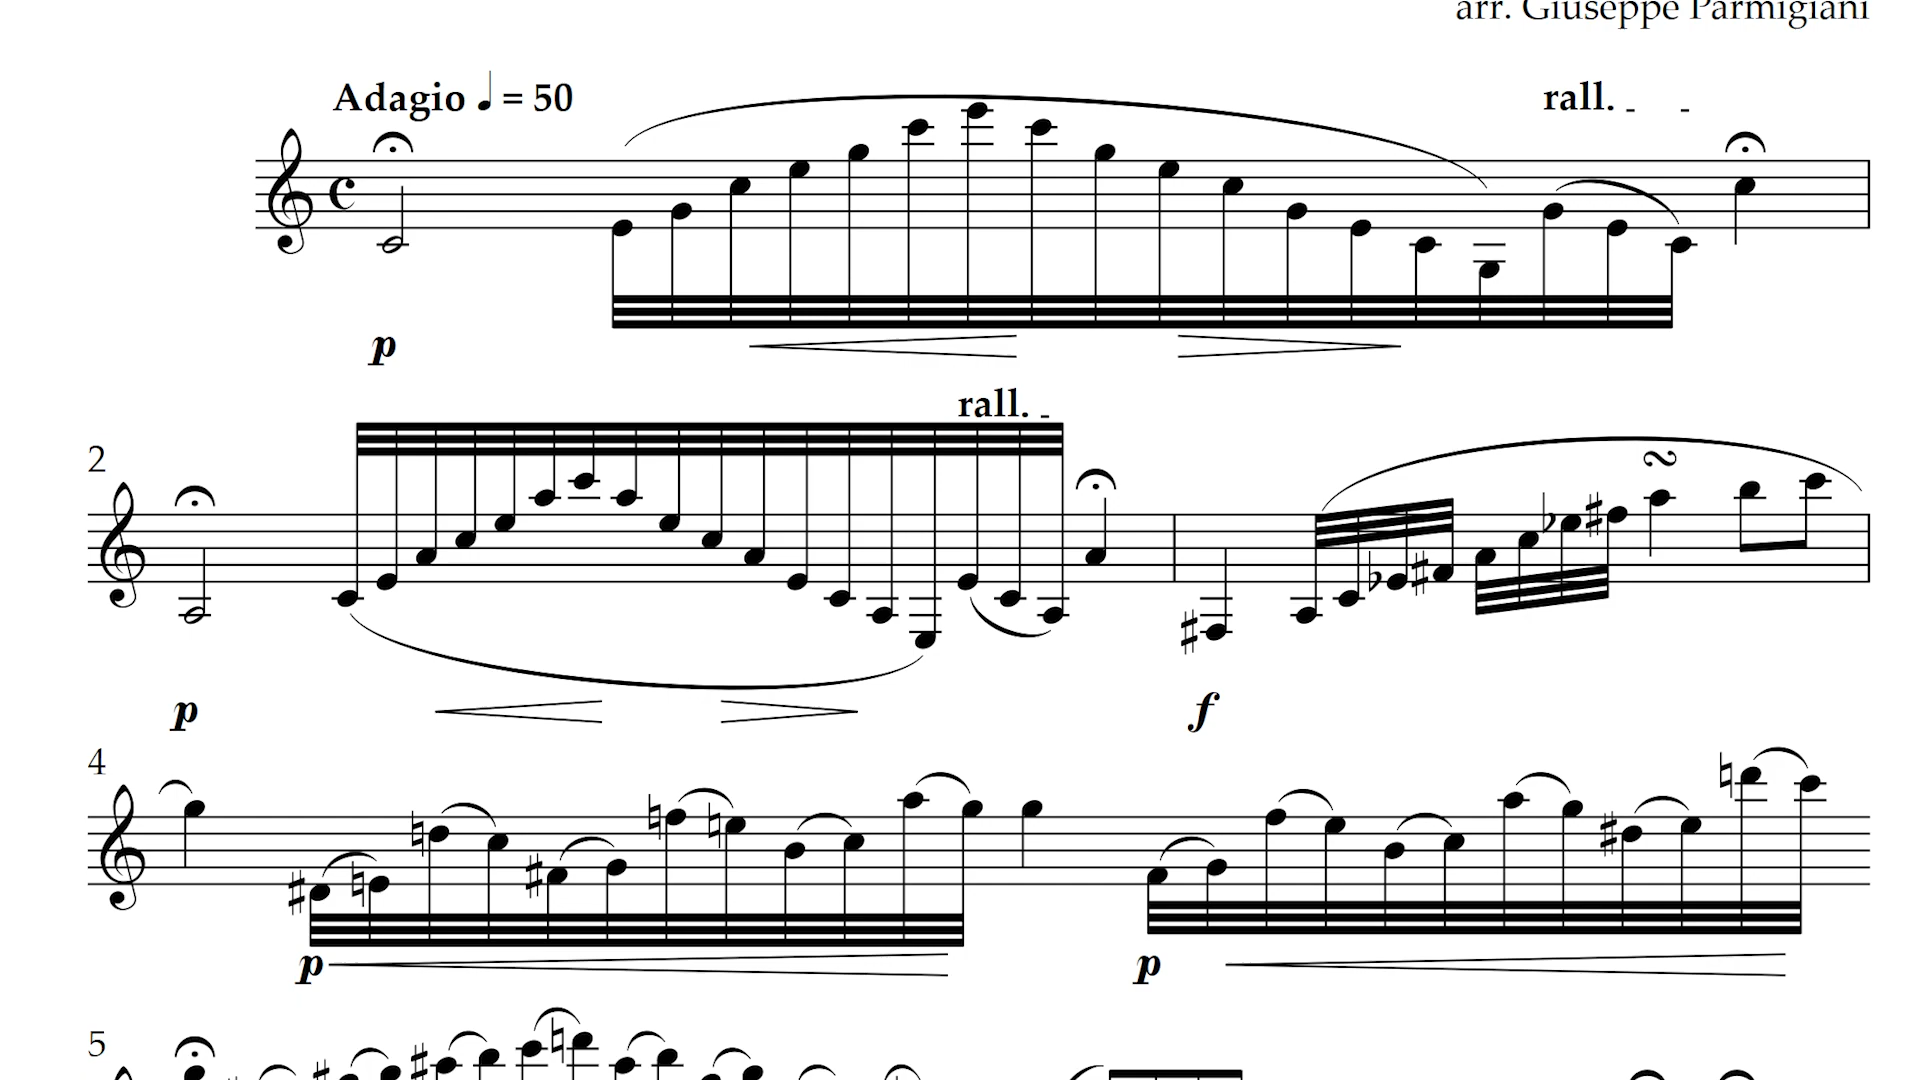 arr. Giuseppe Parmigiani
Adagio ♩ = 50
rall. - -
p
rall. -
2
p
f
4
p
p
5